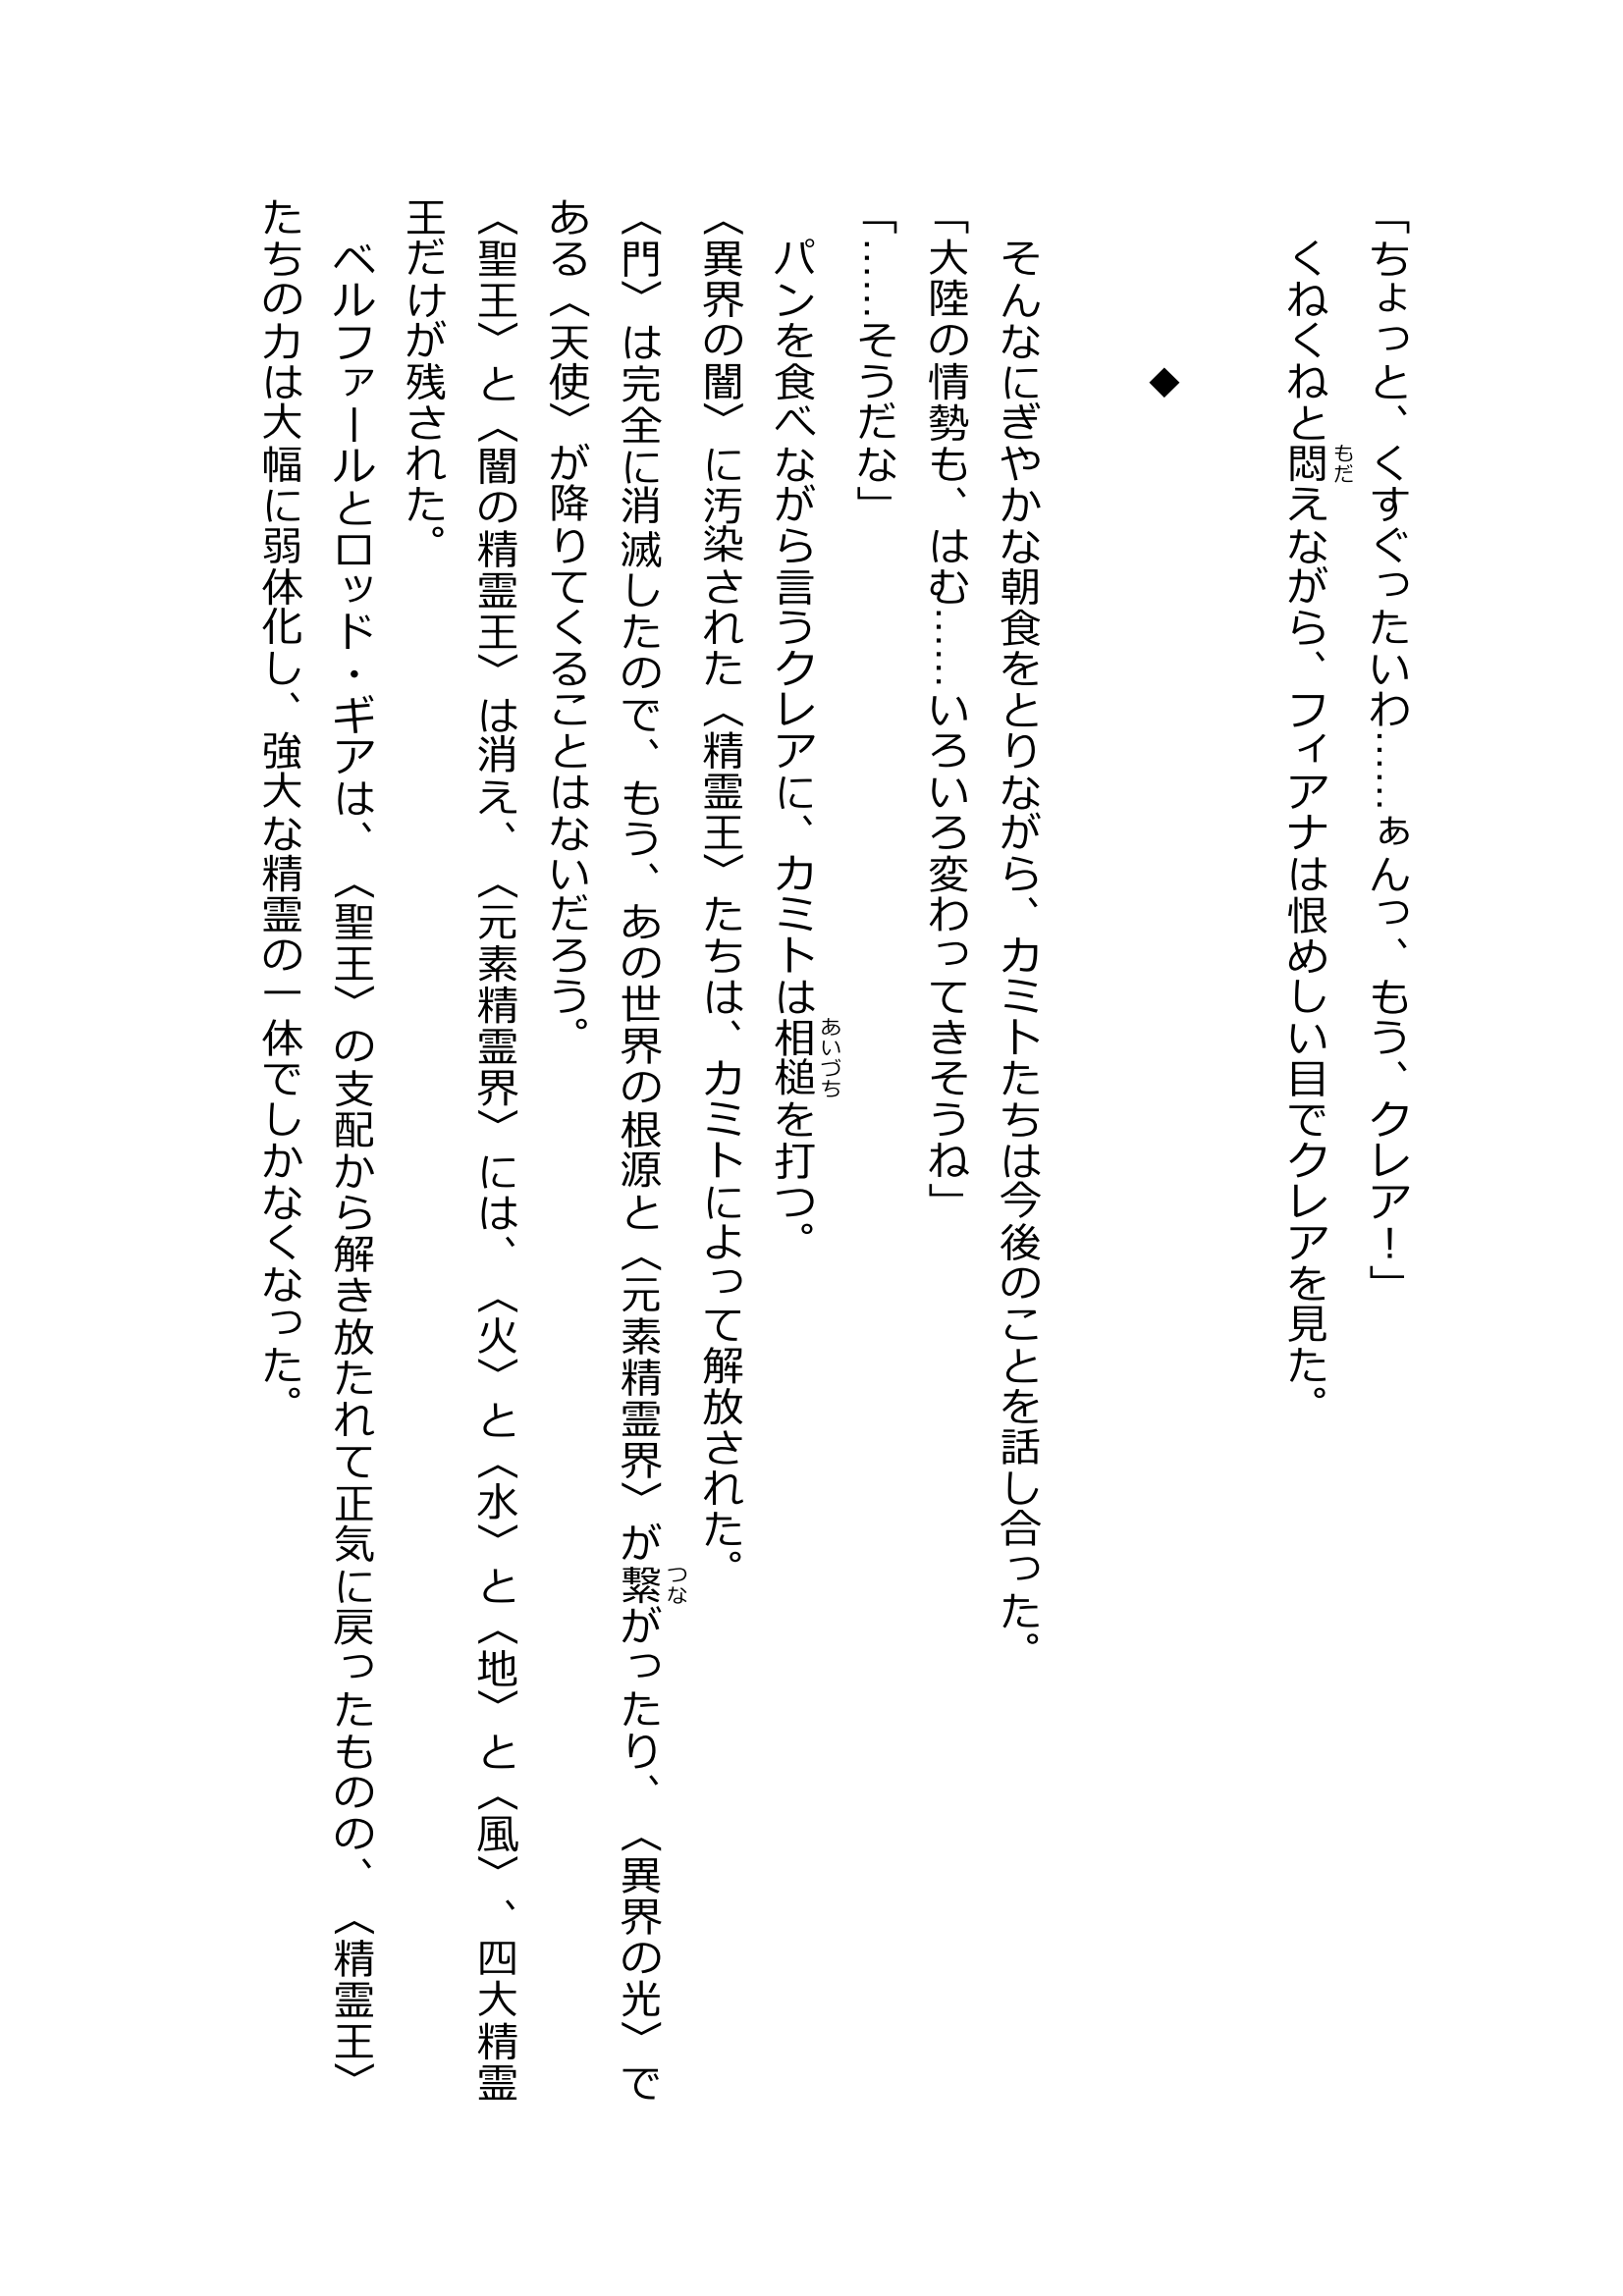 「ちょっと、くすぐったいわ……ぁんっ、もう、クレア！」
くねくねと悶えながら、フィアナは恨めしい目でクレアを見た。
もだ
◆
そんなにぎやかな朝食をとりながら、カミトたちは今後のことを話し合った。
「大陸の情勢も、はむ……いろいろ変わってきそうね」
「……そうだな」
パンを食べながら言うクレアに、カミトは相槌を打つ。
あいづち
〈異界の闇〉に汚染された〈精霊王〉たちは、カミトによって解放された。
〈門〉は完全に消滅したので、もう、あの世界の根源と〈元素精霊界〉が繋がったり、〈異界の光〉で
つな
ある〈天使〉が降りてくることはないだろう。
〈聖王〉と〈闇の精霊王〉は消え、〈元素精霊界〉には、〈火〉と〈水〉と〈地〉と〈風〉、四大精霊
王だけが残された。
ベルファールとロッド・ギアは、〈聖王〉の支配から解き放たれて正気に戻ったものの、〈精霊王〉
たちの力は大幅に弱体化し、強大な精霊の一体でしかなくなった。